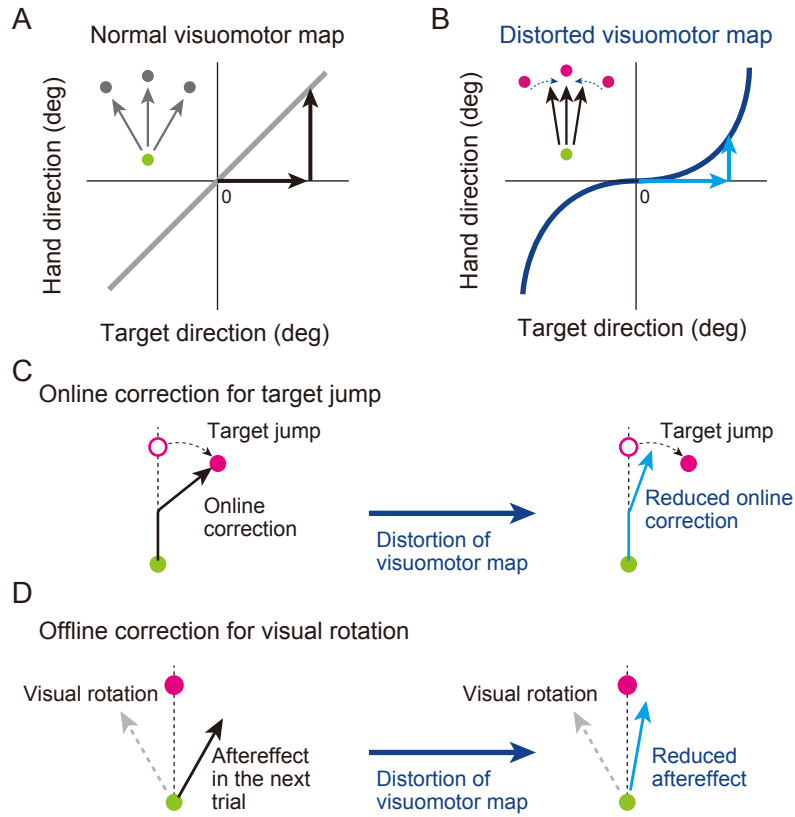 A
Normal visuomotor map
Hand direction (deg)
0
Target direction (deg)
B
Distorted visuomotor map
Hand direction (deg)
0
Target direction (deg)
C
Online correction for target jump
Target jump
Online
correction
Distortion of
visuomotor map
Target jump
Reduced online
correction
D
Offline correction for visual rotation
Visual rotation
Aftereffect
in the next
trial
Distortion of
visuomotor map
Visual rotation
Reduced
aftereffect